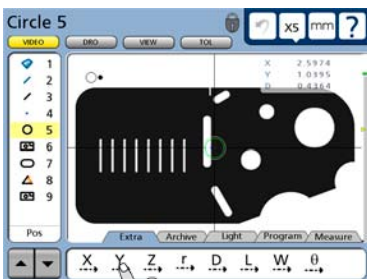 Circle 5
x5 mm ?
VIDEO DRO VIEW TOL
X 2.5974
Y 1.0395
D 0.4364
1
2
3
4
5
6
7
8
9
Pos
Extra Archive Light Program Measure
X Y Z r D L W θ